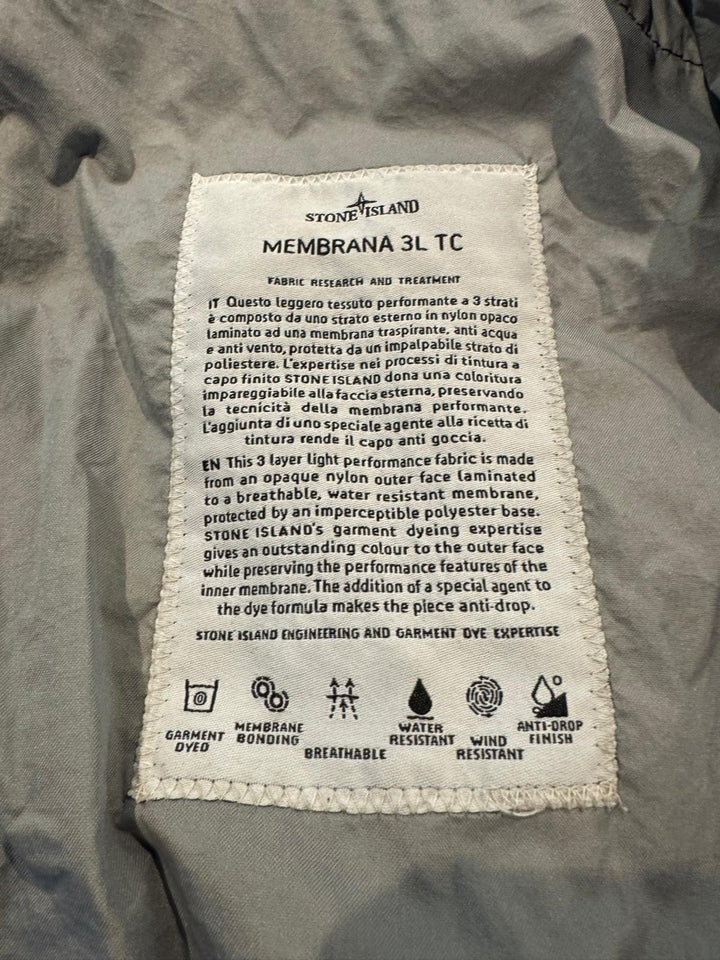 STONE ISLAND
MEMBRANA 3L TC
FABRIC RESEARCH AND TREATMENT
IT Questo leggero tessuto performante a 3 strati
è composto da uno strato esterno in nylon opaco
laminato ad una membrana traspirante, anti acqua
e anti vento, protetta da un impalpabile strato di
poliestere. L'expertise nei processi di tintura a
capo finito STONE ISLAND dona una coloritura
impareggiabile alla faccia esterna, preservando
la tecnicità della membrana performante.
L'aggiunta di uno speciale agente alla ricetta di
tintura rende il capo anti goccia.
EN This 3 layer light performance fabric is made
from an opaque nylon outer face laminated
to a breathable, water resistant membrane,
protected by an imperceptible polyester base.
STONE ISLAND's garment dyeing expertise
gives an outstanding colour to the outer face
while preserving the performance features of the
inner membrane. The addition of a special agent to
the dye formula makes the piece anti-drop.
STONE ISLAND ENGINEERING AND GARMENT DYE EXPERTISE
GARMENT
DYED
MEMBRANE
BONDING
BREATHABLE
WATER
RESISTANT
WIND
RESISTANT
ANTI-DROP
FINISH